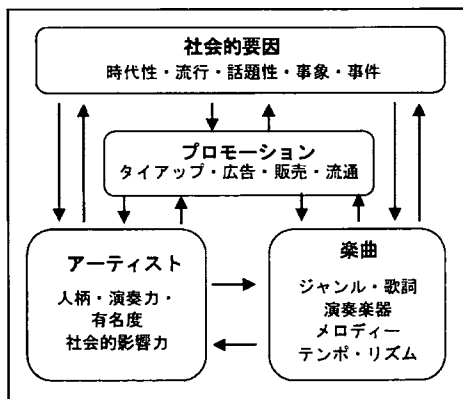 社会的要因
時代性・流行・話題性・事象・事件
プロモーション
タイアップ・広告・販売・流通
アーティスト
人柄・演奏力・
有名度
社会的影響力
楽曲
ジャンル・歌詞
演奏楽器
メロディー
テンポ・リズム